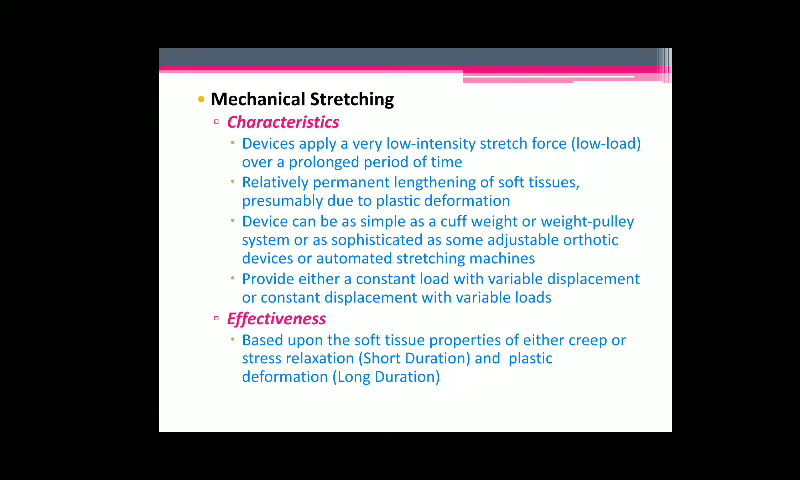 Mechanical Stretching
Characteristics
Devices apply a very low-intensity stretch force (low-load)
over a prolonged period of time
Relatively permanent lengthening of soft tissues,
presumably due to plastic deformation
Device can be as simple as a cuff weight or weight-pulley
system or as sophisticated as some adjustable orthotic
devices or automated stretching machines
Provide either a constant load with variable displacement
or constant displacement with variable loads
Effectiveness
Based upon the soft tissue properties of either creep or
stress relaxation (Short Duration) and plastic
deformation (Long Duration)